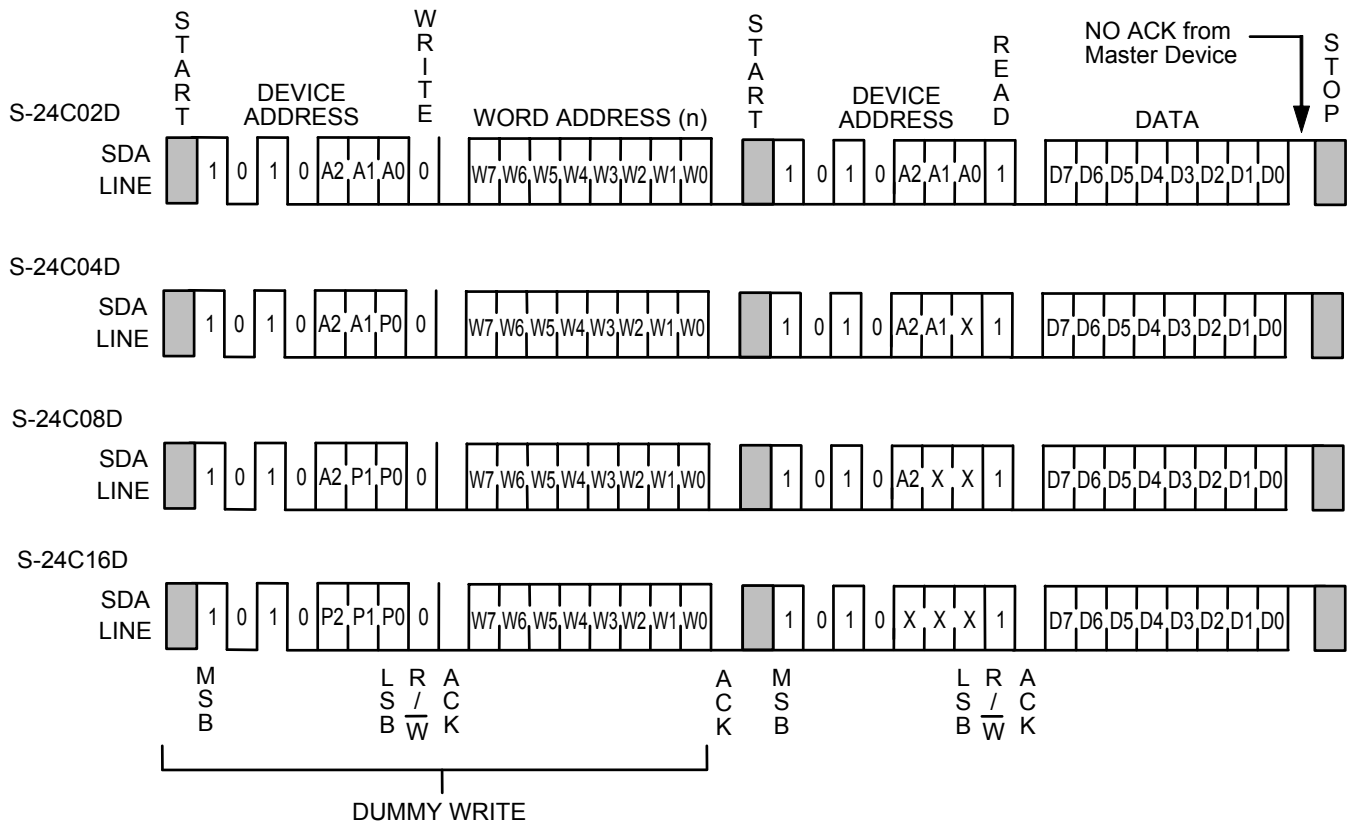 START
WRITE
START
READ
NO ACK from
Master Device
STOP
DEVICE
ADDRESS
WORD ADDRESS (n)
DEVICE
ADDRESS
DATA
S-24C02D
SDA
LINE
1 0 1 0 A2 A1 A0 0 W7 W6 W5 W4 W3 W2 W1 W0 1 0 1 0 A2 A1 A0 1 D7 D6 D5 D4 D3 D2 D1 D0
S-24C04D
SDA
LINE
1 0 1 0 A2 A1 P0 0 W7 W6 W5 W4 W3 W2 W1 W0 1 0 1 0 A2 A1 X 1 D7 D6 D5 D4 D3 D2 D1 D0
S-24C08D
SDA
LINE
1 0 1 0 A2 P1 P0 0 W7 W6 W5 W4 W3 W2 W1 W0 1 0 1 0 A2 X X 1 D7 D6 D5 D4 D3 D2 D1 D0
S-24C16D
SDA
LINE
1 0 1 0 P2 P1 P0 0 W7 W6 W5 W4 W3 W2 W1 W0 1 0 1 0 X X X 1 D7 D6 D5 D4 D3 D2 D1 D0
MSB
LSB
R/W̅
ACK
ACK
MSB
LSB
R/W̅
ACK
DUMMY WRITE